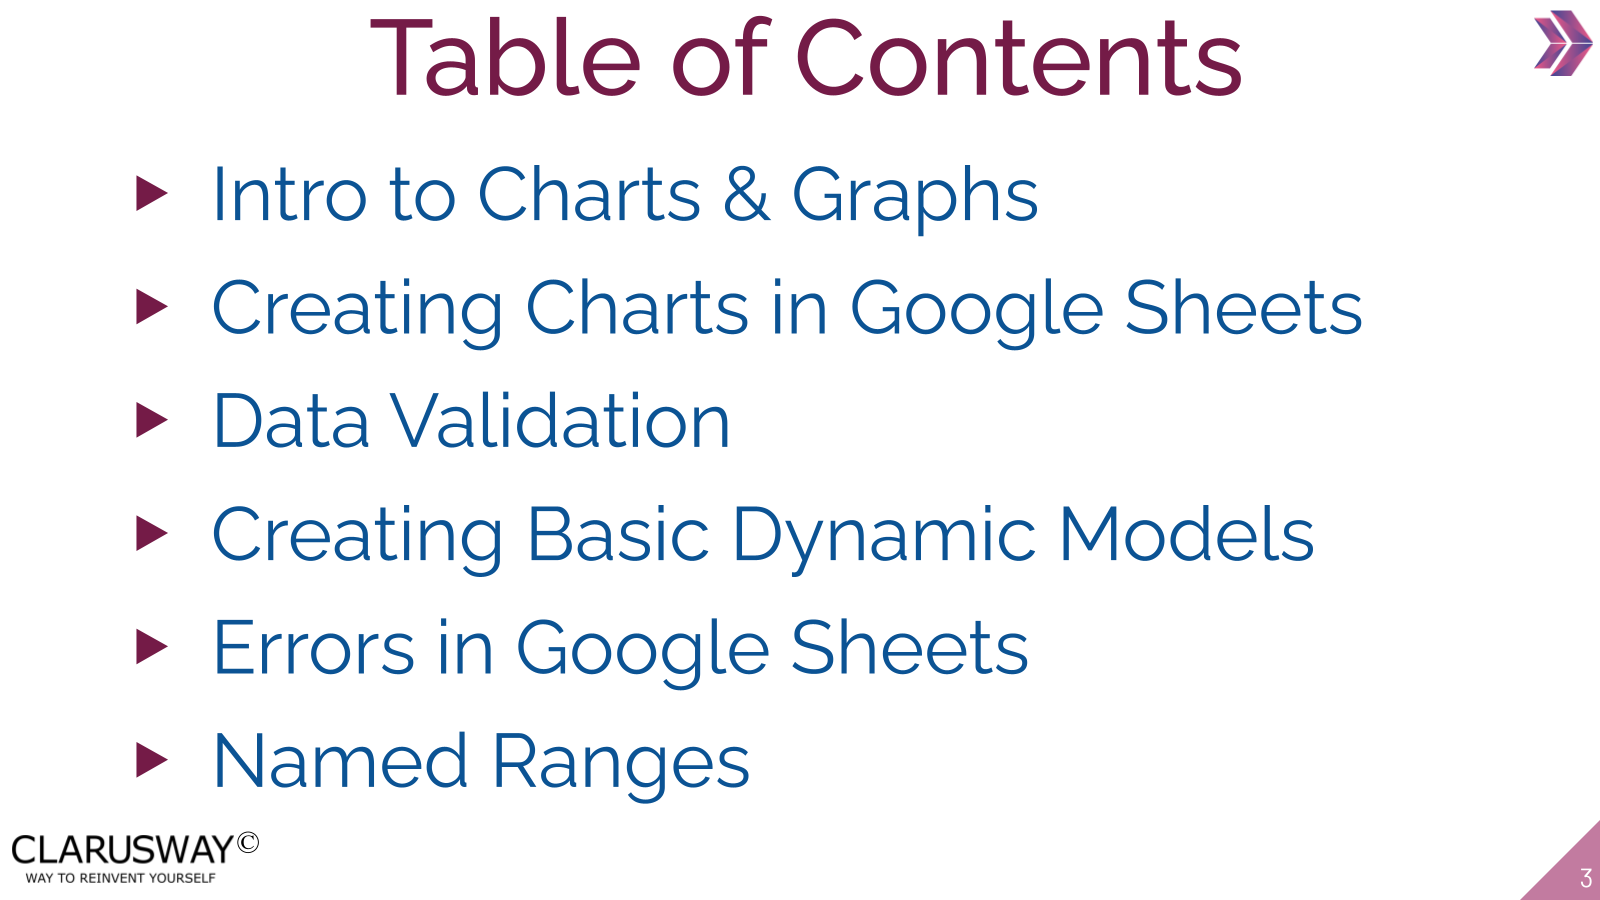 Table of Contents
Intro to Charts & Graphs
Creating Charts in Google Sheets
Data Validation
Creating Basic Dynamic Models
Errors in Google Sheets
Named Ranges
CLARUSWAY©
WAY TO REINVENT YOURSELF
3